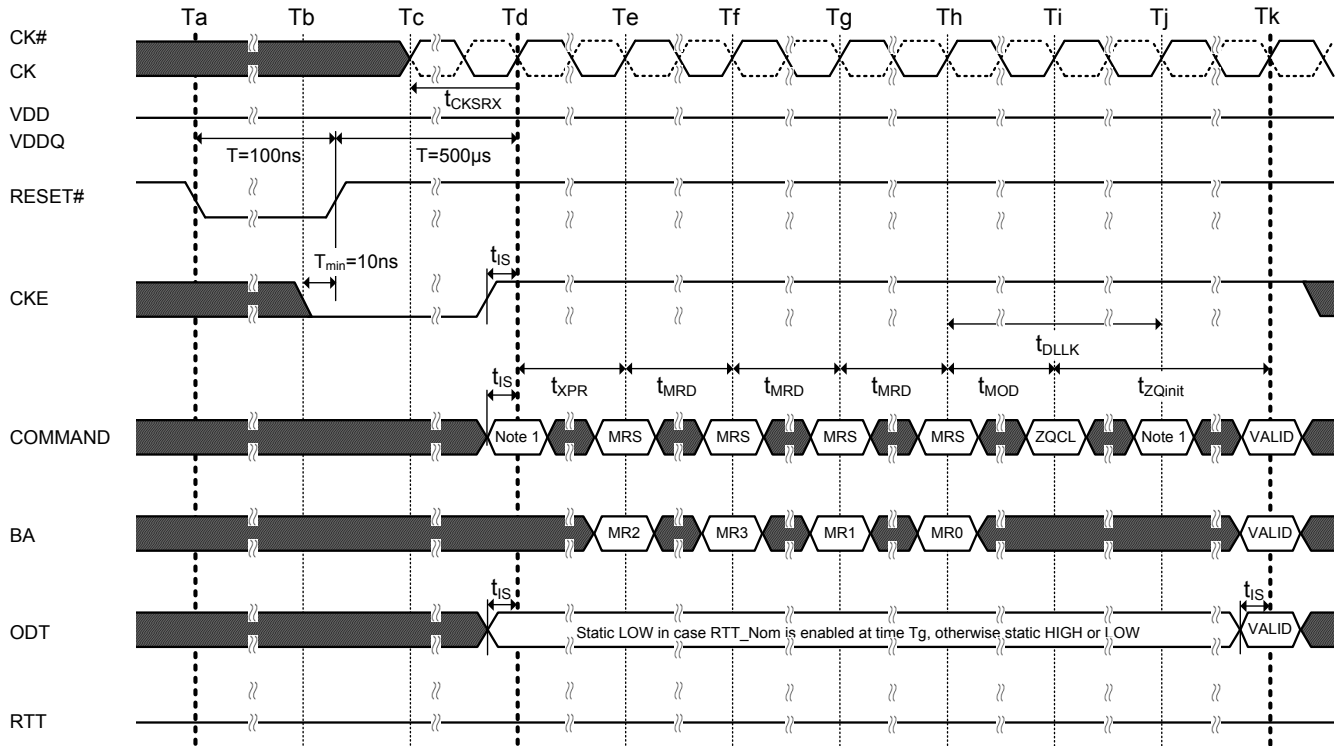 Ta Tb Tc Td Te Tf Tg Th Ti Tj Tk
CK#
CK
tCKSRX
VDD
VDDQ
T=100ns T=500µs
RESET#
Tmin=10ns tIS
CKE
tDLLK
tIS tXPR tMRD tMRD tMRD tMOD tZQinit
COMMAND Note 1 MRS MRS MRS MRS ZQCL Note 1 VALID
BA MR2 MR3 MR1 MR0 VALID
tIS tIS
ODT Static LOW in case RTT_Nom is enabled at time Tg, otherwise static HIGH or LOW VALID
RTT